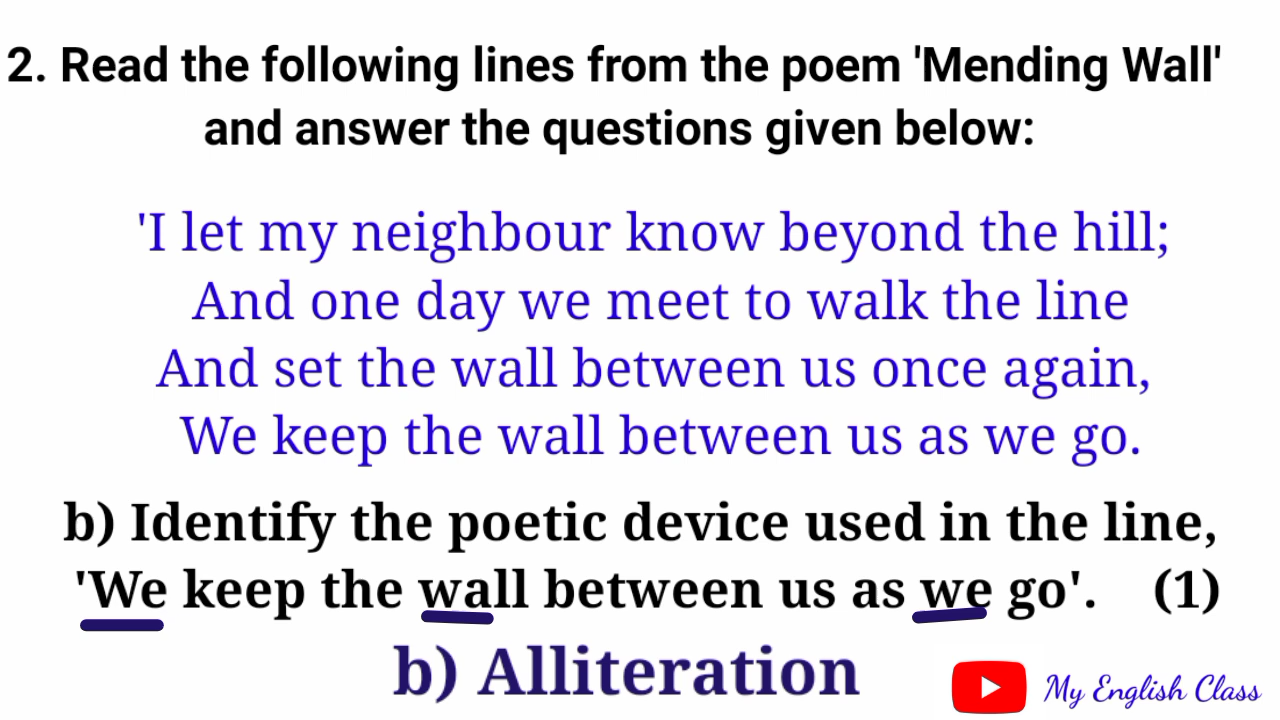 2. Read the following lines from the poem 'Mending Wall'
and answer the questions given below:
'I let my neighbour know beyond the hill;
And one day we meet to walk the line
And set the wall between us once again,
We keep the wall between us as we go.
b) Identify the poetic device used in the line,
'We keep the wall between us as we go'. (1)
b) Alliteration
My English Class